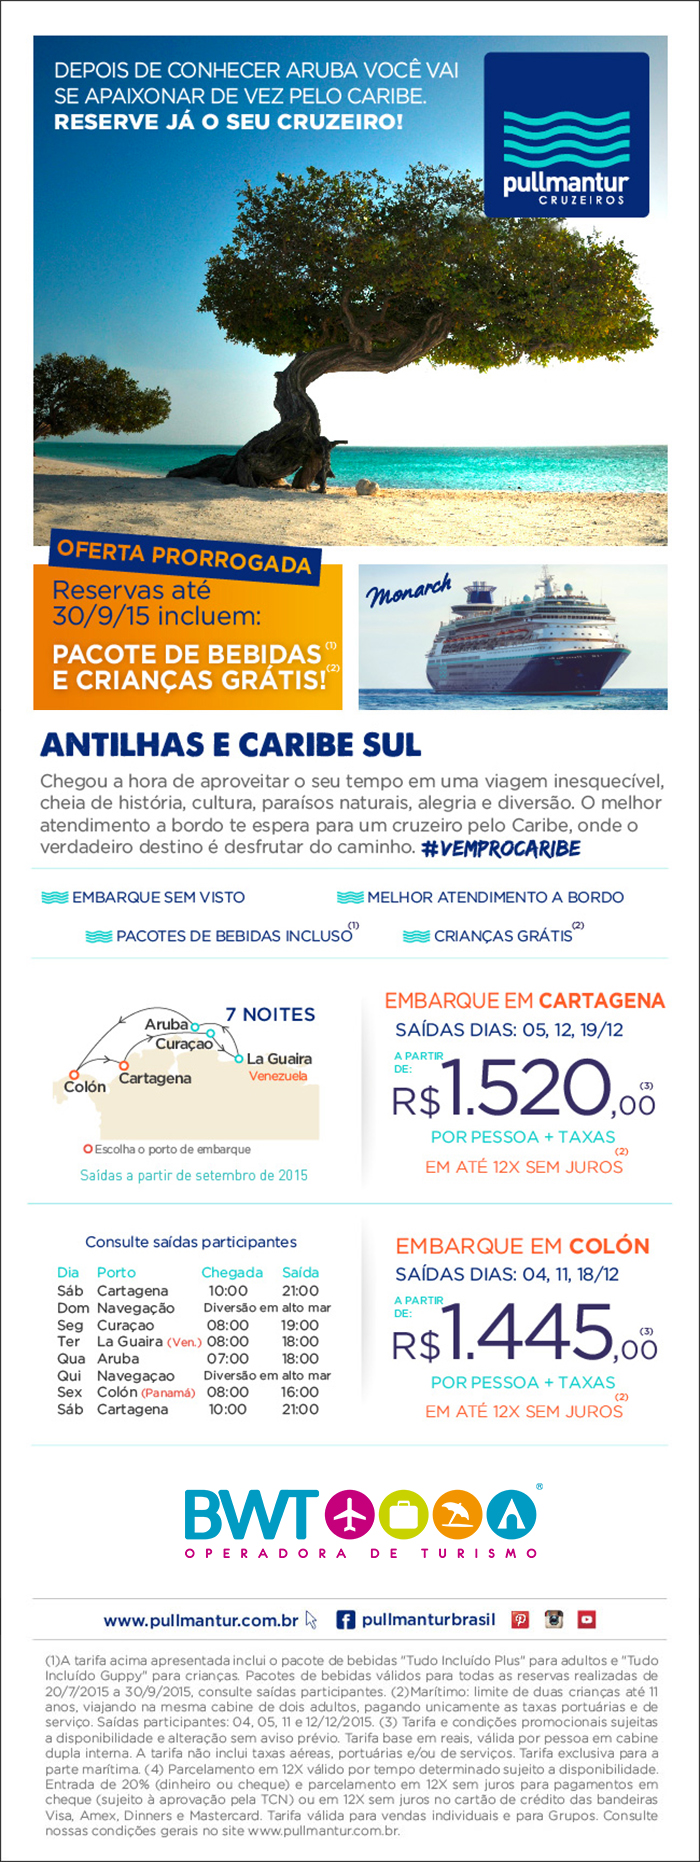 DEPOIS DE CONHECER ARUBA VOCÊ VAI
SE APAIXONAR DE VEZ PELO CARIBE.
RESERVE JÁ O SEU CRUZEIRO!
pullmantur
CRUZEIROS
OFERTA PRORROGADA
Reservas até
30/9/15 incluem:
PACOTE DE BEBIDAS (1)
E CRIANÇAS GRÁTIS! (2)
Monarch
ANTILHAS E CARIBE SUL
Chegou a hora de aproveitar o seu tempo em uma viagem inesquecível,
cheia de história, cultura, paraísos naturais, alegria e diversão. O melhor
atendimento a bordo te espera para um cruzeiro pelo Caribe, onde o
verdadeiro destino é desfrutar do caminho. #VEMPROCARIBE
EMBARQUE SEM VISTO
MELHOR ATENDIMENTO A BORDO
PACOTES DE BEBIDAS INCLUSO (1)
CRIANÇAS GRÁTIS (2)
7 NOITES
Aruba
Curaçao
La Guaira
Venezuela
Cartagena
Colón
Escolha o porto de embarque
Saídas a partir de setembro de 2015
EMBARQUE EM CARTAGENA
SAÍDAS DIAS: 05, 12, 19/12
A PARTIR
DE:
R$ 1.520,00 (3)
POR PESSOA + TAXAS
EM ATÉ 12X SEM JUROS (2)
Consulte saídas participantes
Dia Porto Chegada Saída
Sáb Cartagena 10:00 21:00
Dom Navegação Diversão em alto mar
Seg Curaçao 08:00 19:00
Ter La Guaira (Ven.) 08:00 18:00
Qua Aruba 07:00 18:00
Qui Navegaçao Diversão em alto mar
Sex Colón (Panamá) 08:00 16:00
Sáb Cartagena 10:00 21:00
EMBARQUE EM COLÓN
SAÍDAS DIAS: 04, 11, 18/12
A PARTIR
DE:
R$ 1.445,00 (3)
POR PESSOA + TAXAS
EM ATÉ 12X SEM JUROS (2)
BWT ®
OPERADORA DE TURISMO
www.pullmantur.com.br
pullmanturbrasil
(1)A tarifa acima apresentada inclui o pacote de bebidas "Tudo Incluído Plus" para adultos e "Tudo
Incluído Guppy" para crianças. Pacotes de bebidas válidos para todas as reservas realizadas de
20/7/2015 a 30/9/2015, consulte saídas participantes. (2)Marítimo: limite de duas crianças até 11
anos, viajando na mesma cabine de dois adultos, pagando unicamente as taxas portuárias e de
serviço. Saídas participantes: 04, 05, 11 e 12/12/2015. (3) Tarifa e condições promocionais sujeitas
a disponibilidade e alteração sem aviso prévio. Tarifa base em reais, válida por pessoa em cabine
dupla interna. A tarifa não inclui taxas aéreas, portuárias e/ou de serviços. Tarifa exclusiva para a
parte marítima. (4) Parcelamento em 12X válido por tempo determinado sujeito a disponibilidade.
Entrada de 20% (dinheiro ou cheque) e parcelamento em 12X sem juros para pagamentos em
cheque (sujeito à aprovação pela TCN) ou em 12X sem juros no cartão de crédito das bandeiras
Visa, Amex, Dinners e Mastercard. Tarifa válida para vendas individuais e para Grupos. Consulte
nossas condições gerais no site www.pullmantur.com.br.